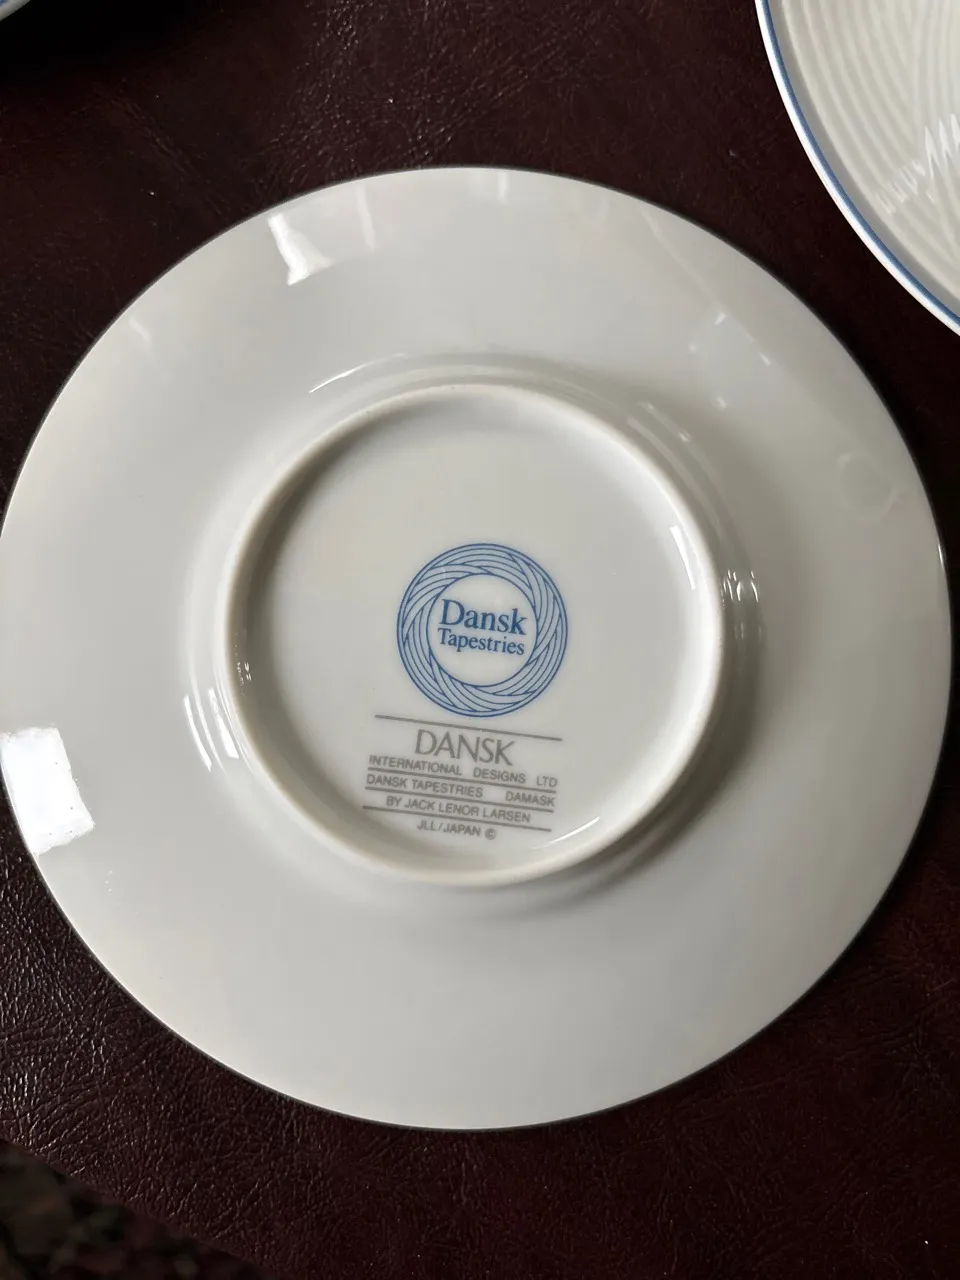 Dansk
Tapestries
DANSK
INTERNATIONAL DESIGNS LTD
DANSK TAPESTRIES DAMASK
BY JACK LENOR LARSEN
JLL/JAPAN ©